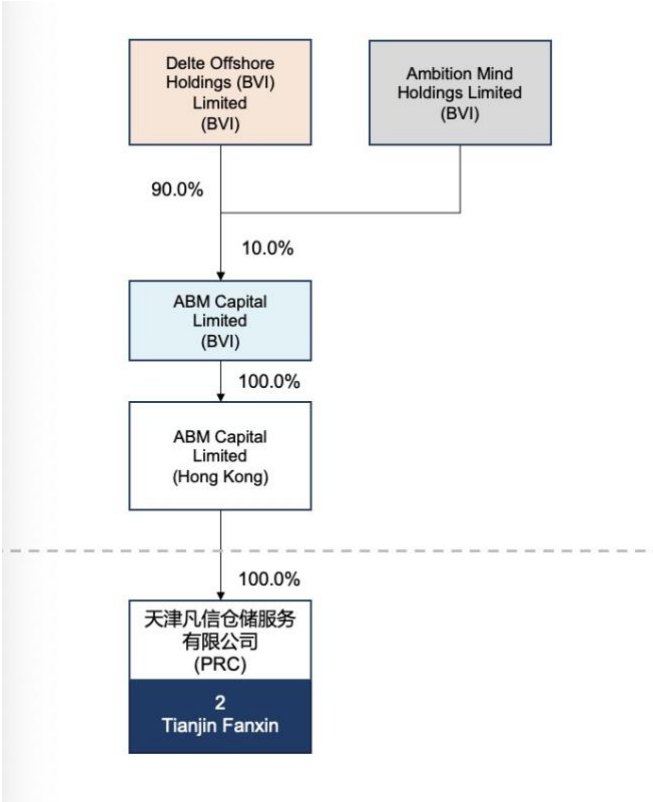 Delte Offshore
Holdings (BVI)
Limited
(BVI)
Ambition Mind
Holdings Limited
(BVI)
90.0%
10.0%
ABM Capital
Limited
(BVI)
100.0%
ABM Capital
Limited
(Hong Kong)
100.0%
天津凡信仓储服务
有限公司
(PRC)
2
Tianjin Fanxin